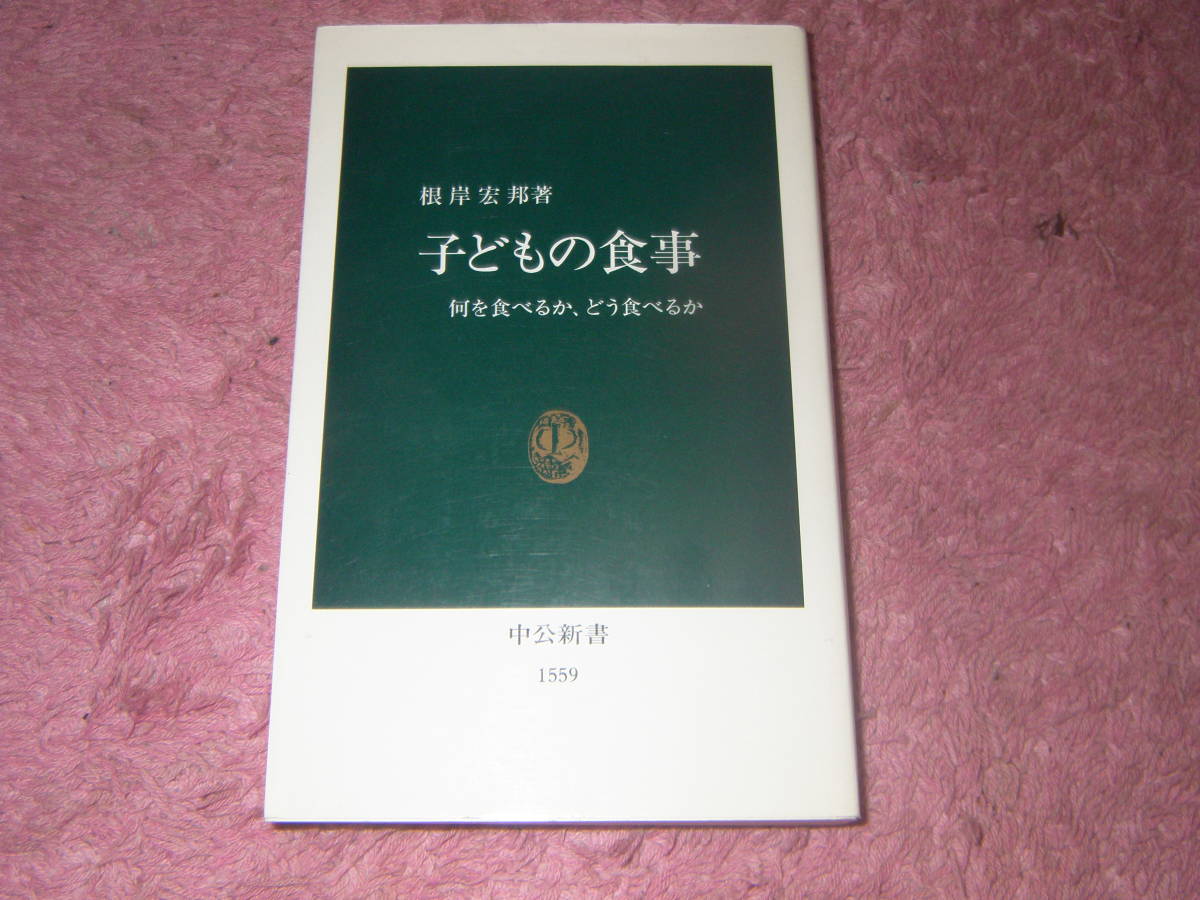 根岸宏邦著
子どもの食事
何を食べるか、どう食べるか
中公新書
1559